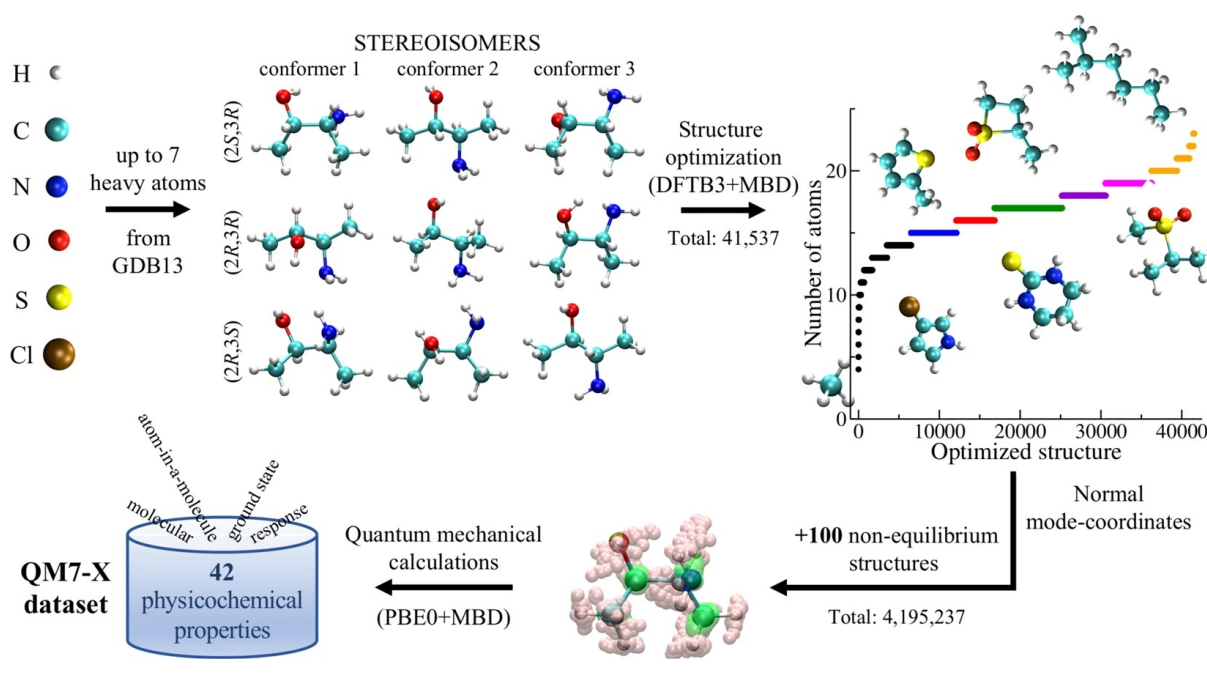 H
C
N
O
S
Cl
up to 7
heavy atoms
from
GDB13
STEREOISOMERS
conformer 1
conformer 2
conformer 3
(2S,3R)
(2R,3R)
(2R,3S)
Structure
optimization
(DFTB3+MBD)
Total: 41,537
Number of atoms
20
10
0
0
10000
20000
30000
40000
Optimized structure
Normal
mode-coordinates
+100 non-equilibrium
structures
Total: 4,195,237
Quantum mechanical
calculations
(PBE0+MBD)
molecular
atom-in-a-molecule
ground state
response
QM7-X
dataset
42
physicochemical
properties